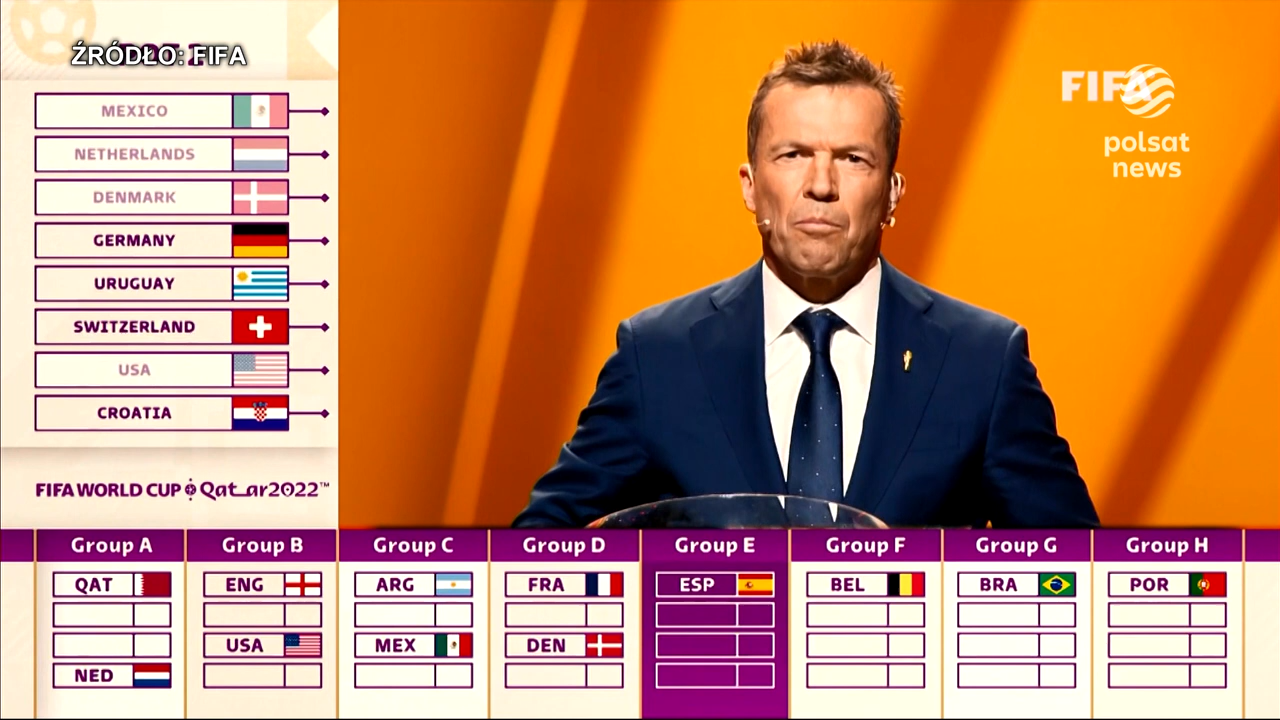 ŹRÓDŁO: FIFA
MEXICO
NETHERLANDS
DENMARK
GERMANY
URUGUAY
SWITZERLAND
USA
CROATIA
FIFA WORLD CUP Qatar2022™
FIFA
polsat
news
Group A
QAT
NED
Group B
ENG
USA
Group C
ARG
MEX
Group D
FRA
DEN
Group E
ESP
Group F
BEL
Group G
BRA
Group H
POR